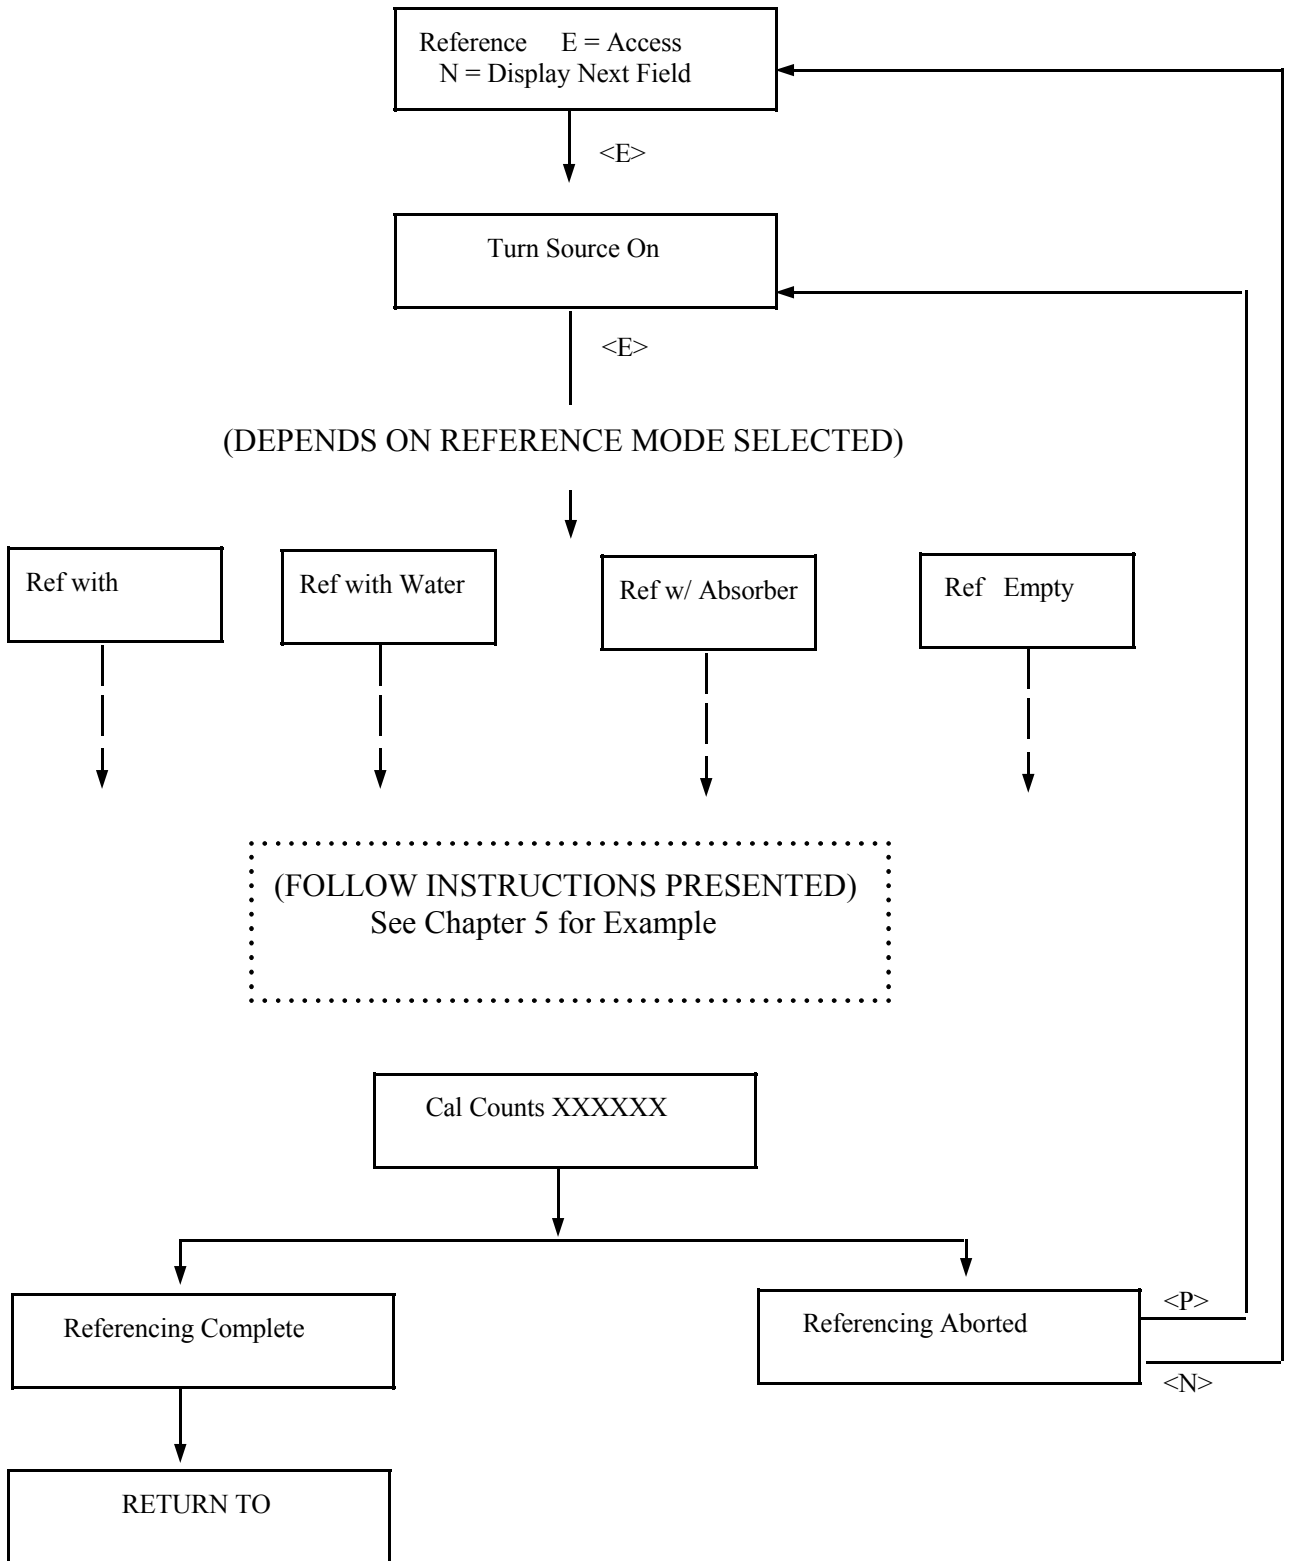 Reference E = Access
N = Display Next Field
<E>
Turn Source On
<E>
(DEPENDS ON REFERENCE MODE SELECTED)
Ref with
Ref with Water
Ref w/ Absorber
Ref Empty
(FOLLOW INSTRUCTIONS PRESENTED)
See Chapter 5 for Example
Cal Counts XXXXXX
Referencing Complete
Referencing Aborted
<P>
<N>
RETURN TO